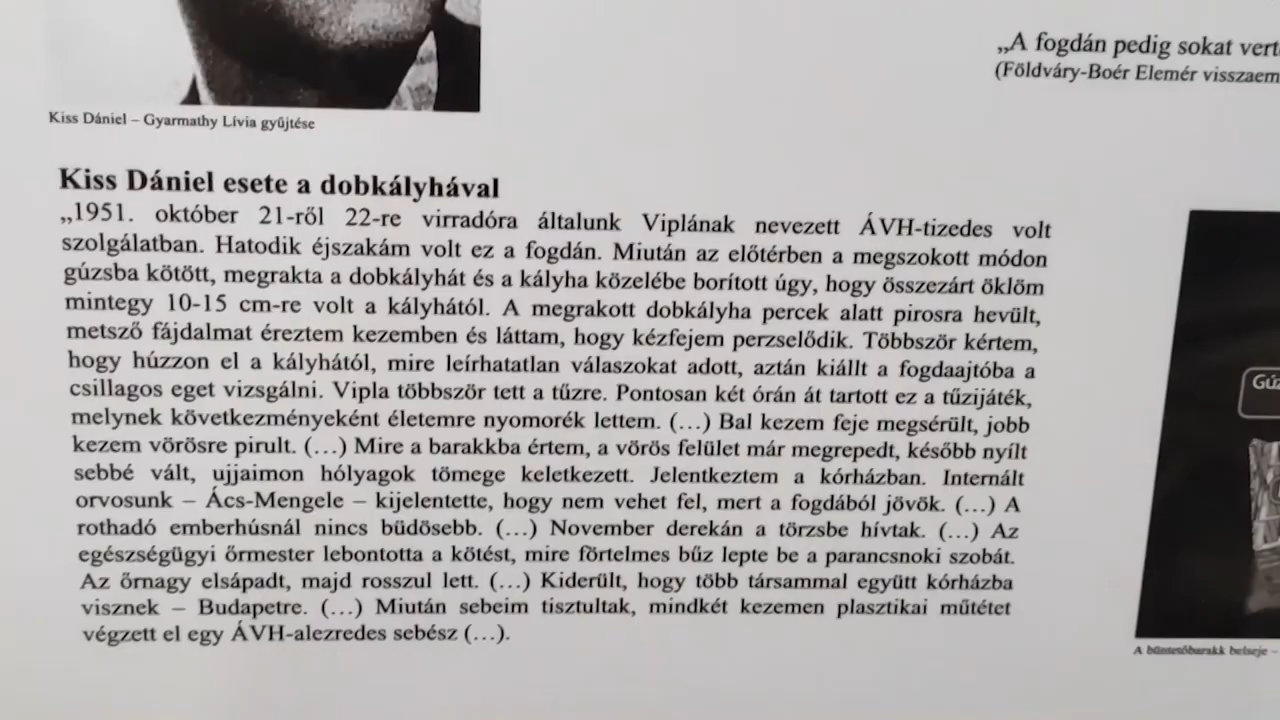 „A fogdán pedig sokat
(Földváry-Boér Elemér
Kiss Dániel – Gyarmathy Lívia gyűjtése
Kiss Dániel esete a dobkályhával
„1951. október 21-ről 22-re virradóra általunk Viplának nevezett ÁVH-tizedes volt
szolgálatban. Hatodik éjszakám volt ez a fogdán. Miután az előtérben a megszokott módon
gúzsba kötött, megrakta a dobkályhát és a kályha közelébe borított úgy, hogy összezárt öklöm
mintegy 10-15 cm-re volt a kályhától. A megrakott dobkályha percek alatt pirosra hevült,
metsző fájdalmat éreztem kezemben és láttam, hogy kézfejem perzselődik. Többször kértem,
hogy húzzon el a kályhától, mire leírhatatlan válaszokat adott, aztán kiállt a fogdaajtóba a
csillagos eget vizsgálni. Vipla többször tett a tűzre. Pontosan két órán át tartott ez a tűzijáték,
melynek következményeként életemre nyomorék lettem. (…) Bal kezem feje megsérült, jobb
kezem vörösre pirult. (…) Mire a barakkba értem, a vörös felület már megrepedt, később nyílt
sebbé vált, ujjaimon hólyagok tömege keletkezett. Jelentkeztem a kórházban. Internált
orvosunk – Ács-Mengele – kijelentette, hogy nem vehet fel, mert a fogdából jövök. (…) A
rothadó emberhúsnál nincs büdösebb. (…) November derekán a törzsbe hívtak. (…) Az
egészségügyi őrmester lebontotta a kötést, mire förtelmes bűz lepte be a parancsnoki szobát.
Az őrnagy elsápadt, majd rosszul lett. (…) Kiderült, hogy több társammal együtt kórházba
visznek – Budapetre. (…) Miután sebeim tisztultak, mindkét kezemen plasztikai műtétet
végzett el egy ÁVH-alezredes sebész (…).
A büntetőbarakk belseje –